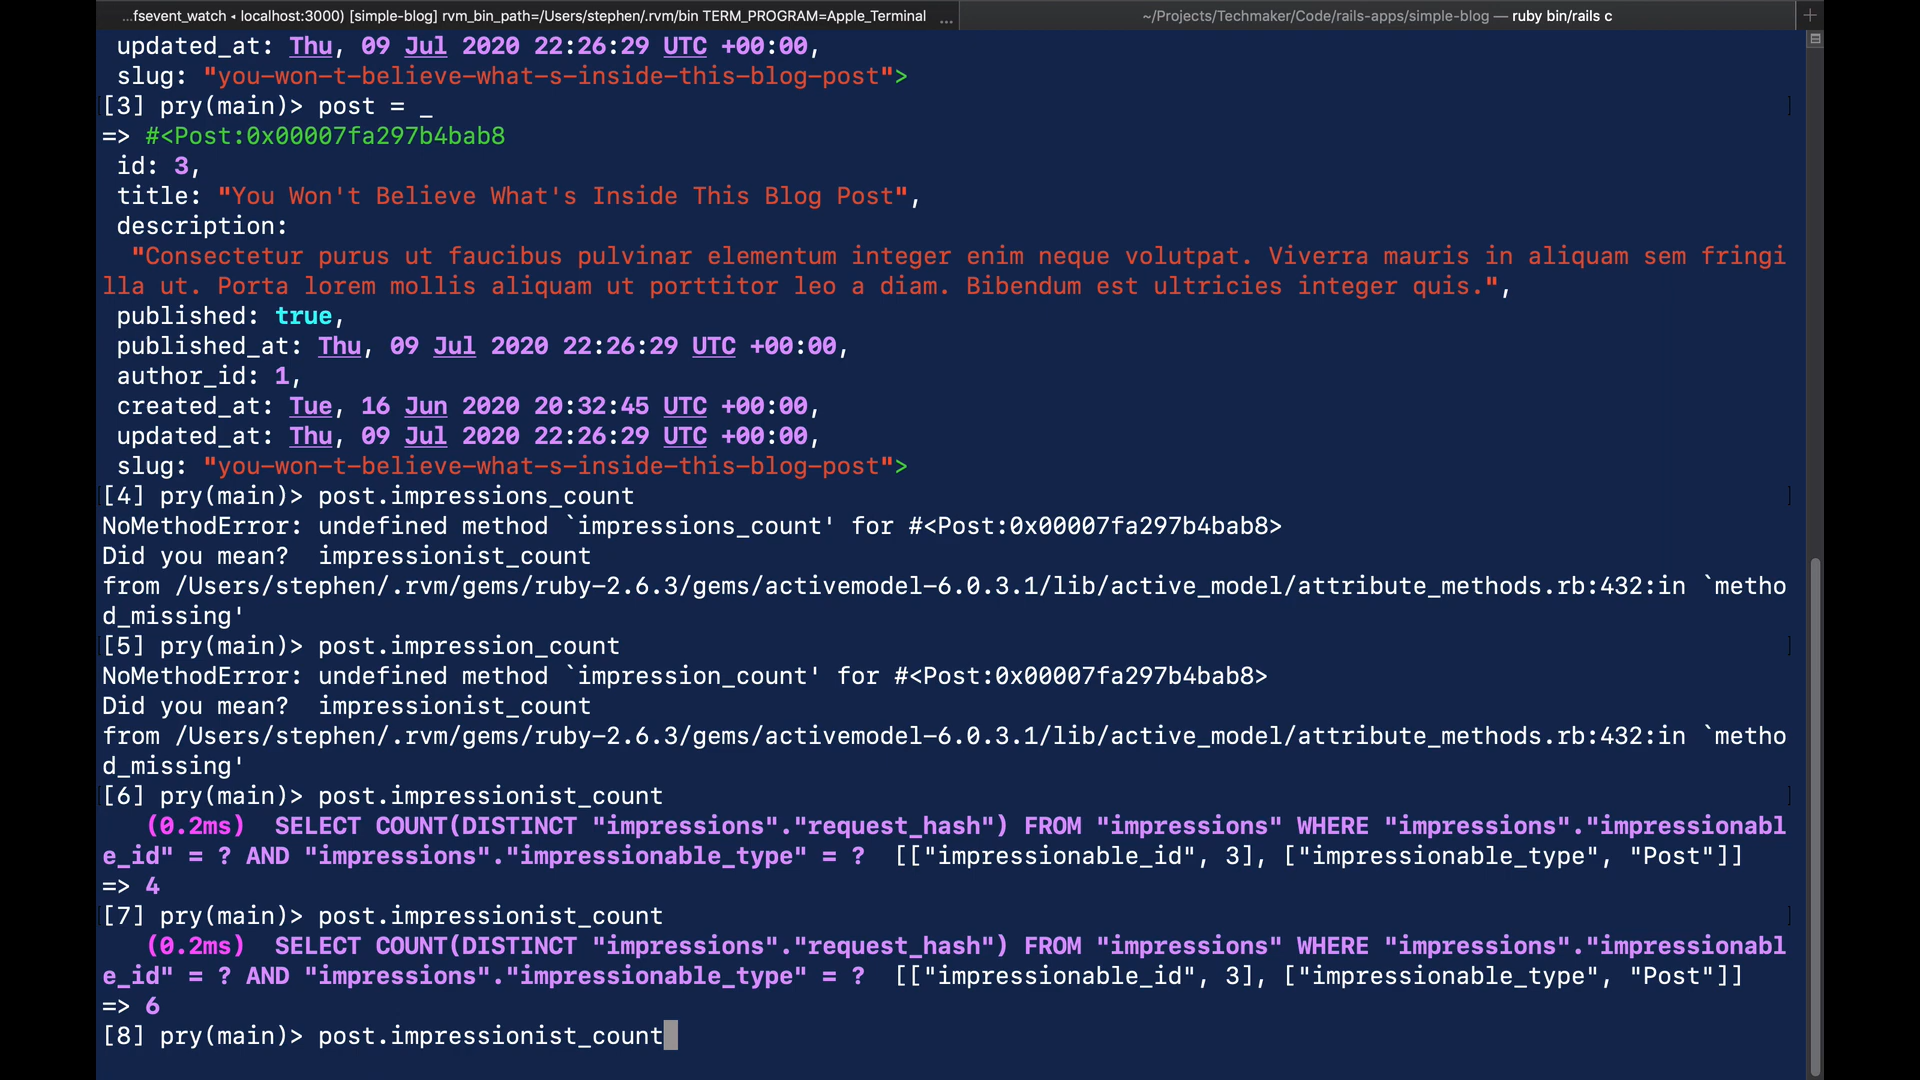 ...fsevent_watch ◂ localhost:3000) [simple-blog] rvm_bin_path=/Users/stephen/.rvm/bin TERM_PROGRAM=Apple_Terminal ...
~/Projects/Techmaker/Code/rails-apps/simple-blog — ruby bin/rails c
updated_at: Thu, 09 Jul 2020 22:26:29 UTC +00:00,
slug: "you-won-t-believe-what-s-inside-this-blog-post">
[3] pry(main)> post = _
=> #<Post:0x00007fa297b4bab8
id: 3,
title: "You Won't Believe What's Inside This Blog Post",
description:
"Consectetur purus ut faucibus pulvinar elementum integer enim neque volutpat. Viverra mauris in aliquam sem fringi
lla ut. Porta lorem mollis aliquam ut porttitor leo a diam. Bibendum est ultricies integer quis.",
published: true,
published_at: Thu, 09 Jul 2020 22:26:29 UTC +00:00,
author_id: 1,
created_at: Tue, 16 Jun 2020 20:32:45 UTC +00:00,
updated_at: Thu, 09 Jul 2020 22:26:29 UTC +00:00,
slug: "you-won-t-believe-what-s-inside-this-blog-post">
[4] pry(main)> post.impressions_count
NoMethodError: undefined method `impressions_count' for #<Post:0x00007fa297b4bab8>
Did you mean?  impressionist_count
from /Users/stephen/.rvm/gems/ruby-2.6.3/gems/activemodel-6.0.3.1/lib/active_model/attribute_methods.rb:432:in `metho
d_missing'
[5] pry(main)> post.impression_count
NoMethodError: undefined method `impression_count' for #<Post:0x00007fa297b4bab8>
Did you mean?  impressionist_count
from /Users/stephen/.rvm/gems/ruby-2.6.3/gems/activemodel-6.0.3.1/lib/active_model/attribute_methods.rb:432:in `metho
d_missing'
[6] pry(main)> post.impressionist_count
(0.2ms)  SELECT COUNT(DISTINCT "impressions"."request_hash") FROM "impressions" WHERE "impressions"."impressionabl
e_id" = ? AND "impressions"."impressionable_type" = ?  [["impressionable_id", 3], ["impressionable_type", "Post"]]
=> 4
[7] pry(main)> post.impressionist_count
(0.2ms)  SELECT COUNT(DISTINCT "impressions"."request_hash") FROM "impressions" WHERE "impressions"."impressionabl
e_id" = ? AND "impressions"."impressionable_type" = ?  [["impressionable_id", 3], ["impressionable_type", "Post"]]
=> 6
[8] pry(main)> post.impressionist_count